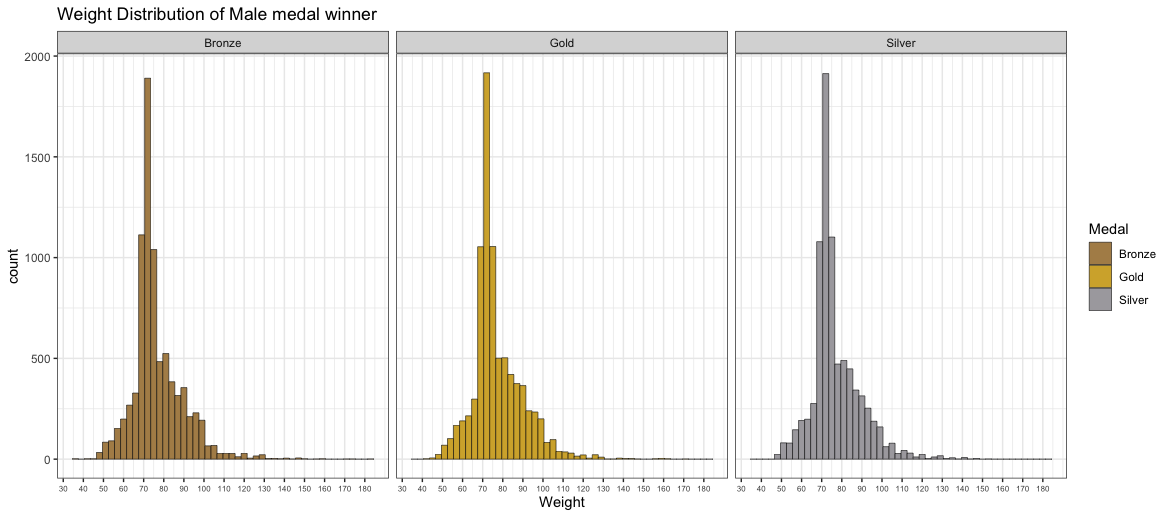 Weight Distribution of Male medal winner
Bronze Gold Silver
2000
1500
1000
500
0
count
30 40 50 60 70 80 90 100 110 120 130 140 150 160 170 180
30 40 50 60 70 80 90 100 110 120 130 140 150 160 170 180
30 40 50 60 70 80 90 100 110 120 130 140 150 160 170 180
Weight
Medal
Bronze
Gold
Silver